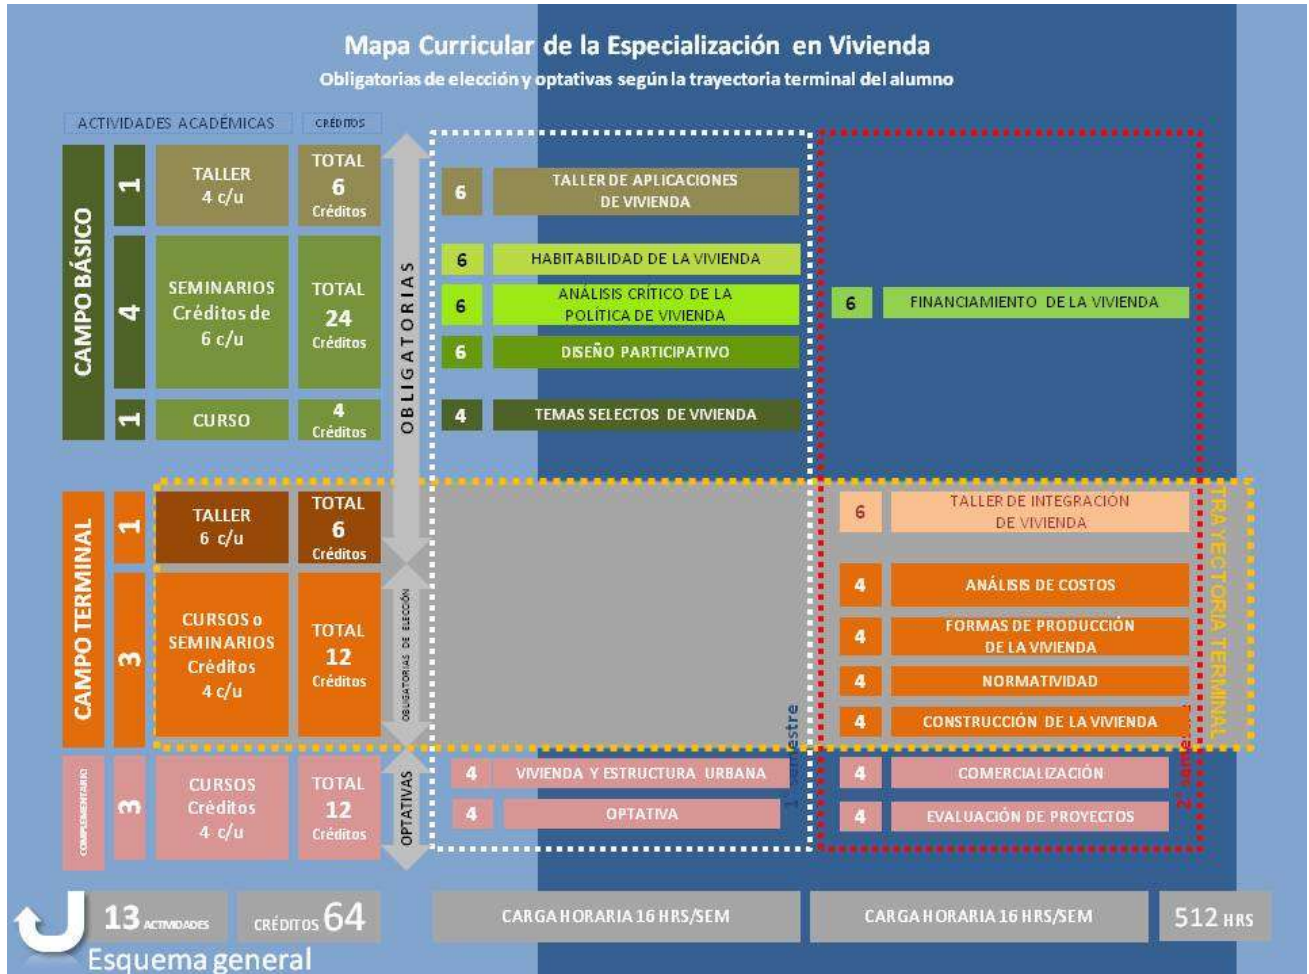 Mapa Curricular de la Especialización en Vivienda
Obligatorias de elección y optativas según la trayectoria terminal del alumno
ACTIVIDADES ACADÉMICAS
CRÉDITOS
CAMPO BÁSICO
1
TALLER
4 c/u
TOTAL
6
Créditos
4
SEMINARIOS
Créditos de
6 c/u
TOTAL
24
Créditos
1
CURSO
4
Créditos
OBLIGATORIAS
6
TALLER DE APLICACIONES
DE VIVIENDA
6
HABITABILIDAD DE LA VIVIENDA
6
ANÁLISIS CRÍTICO DE LA
POLÍTICA DE VIVIENDA
6
DISEÑO PARTICIPATIVO
4
TEMAS SELECTOS DE VIVIENDA
6
FINANCIAMIENTO DE LA VIVIENDA
CAMPO TERMINAL
1
TALLER
6 c/u
TOTAL
6
Créditos
3
CURSOS o
SEMINARIOS
Créditos
4 c/u
TOTAL
12
Créditos
OBLIGATORIAS DE ELECCIÓN
6
TALLER DE INTEGRACIÓN
DE VIVIENDA
4
ANÁLISIS DE COSTOS
4
FORMAS DE PRODUCCIÓN
DE LA VIVIENDA
4
NORMATIVIDAD
4
CONSTRUCCIÓN DE LA VIVIENDA
TRAYECTORIA TERMINAL
COMPLEMENTARIO
3
CURSOS
Créditos
4 c/u
TOTAL
12
Créditos
OPTATIVAS
4
VIVIENDA Y ESTRUCTURA URBANA
4
OPTATIVA
4
COMERCIALIZACIÓN
4
EVALUACIÓN DE PROYECTOS
2° semestre
13 ACTIVIDADES
CRÉDITOS 64
CARGA HORARIA 16 HRS/SEM
CARGA HORARIA 16 HRS/SEM
512 HRS
Esquema general